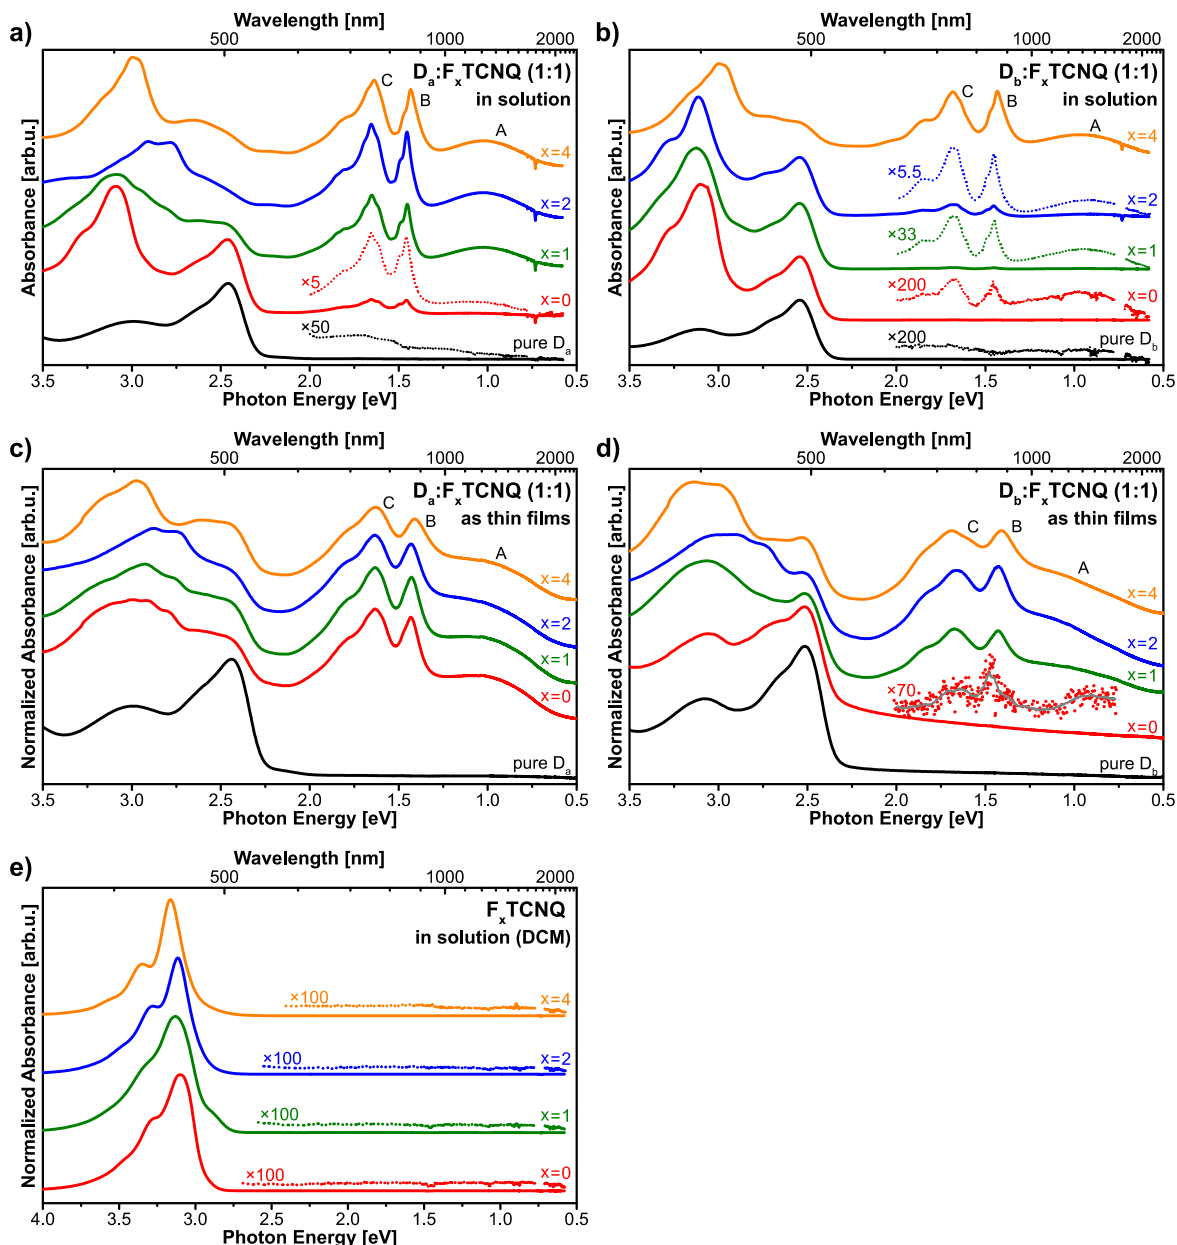 a)
Wavelength [nm]
500 1000 2000
Dₐ:FₓTCNQ (1:1)
in solution
C
B
A
x=4
x=2
x=1
×5
x=0
×50
pure Dₐ
Absorbance [arb.u.]
3.5 3.0 2.5 2.0 1.5 1.0 0.5
Photon Energy [eV]
b)
Wavelength [nm]
500 1000 2000
D_b:FₓTCNQ (1:1)
in solution
C
B
A
x=4
×5.5
x=2
×33
x=1
×200
x=0
×200
pure D_b
Absorbance [arb.u.]
3.5 3.0 2.5 2.0 1.5 1.0 0.5
Photon Energy [eV]
c)
Wavelength [nm]
500 1000 2000
Dₐ:FₓTCNQ (1:1)
as thin films
C
B
A
x=4
x=2
x=1
x=0
pure Dₐ
Normalized Absorbance [arb.u.]
3.5 3.0 2.5 2.0 1.5 1.0 0.5
Photon Energy [eV]
d)
Wavelength [nm]
500 1000 2000
D_b:FₓTCNQ (1:1)
as thin films
C
B
A
x=4
x=2
x=1
×70
x=0
pure D_b
Normalized Absorbance [arb.u.]
3.5 3.0 2.5 2.0 1.5 1.0 0.5
Photon Energy [eV]
e)
Wavelength [nm]
500 1000 2000
FₓTCNQ
in solution (DCM)
×100
x=4
×100
x=2
×100
x=1
×100
x=0
Normalized Absorbance [arb.u.]
4.0 3.5 3.0 2.5 2.0 1.5 1.0 0.5
Photon Energy [eV]